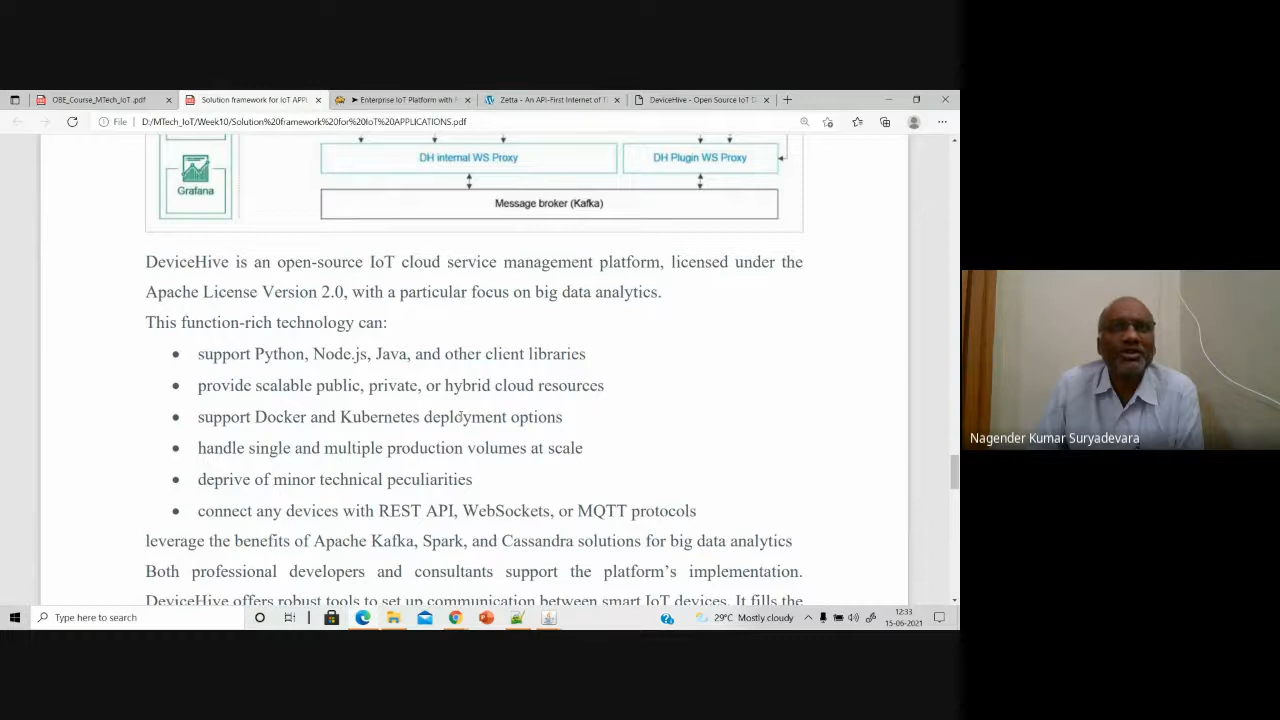 OBE_Course_MTech_IoT.pdf
Solution framework for IoT APPL
Enterprise IoT Platform with F
Zetta - An API-First Internet of T
DeviceHive - Open Source IoT D
File
D:/MTech_IoT/Week10/Solution%20framework%20for%20IoT%20APPLICATIONS.pdf
DH internal WS Proxy
DH Plugin WS Proxy
Grafana
Message broker (Kafka)
DeviceHive is an open-source IoT cloud service management platform, licensed under the
Apache License Version 2.0, with a particular focus on big data analytics.
This function-rich technology can:
• support Python, Node.js, Java, and other client libraries
• provide scalable public, private, or hybrid cloud resources
• support Docker and Kubernetes deployment options
• handle single and multiple production volumes at scale
• deprive of minor technical peculiarities
• connect any devices with REST API, WebSockets, or MQTT protocols
leverage the benefits of Apache Kafka, Spark, and Cassandra solutions for big data analytics
Both professional developers and consultants support the platform's implementation.
DeviceHive offers robust tools to set up communication between smart IoT devices. It fills the
Nagender Kumar Suryadevara
Type here to search
29°C Mostly cloudy
12:33
15-06-2021